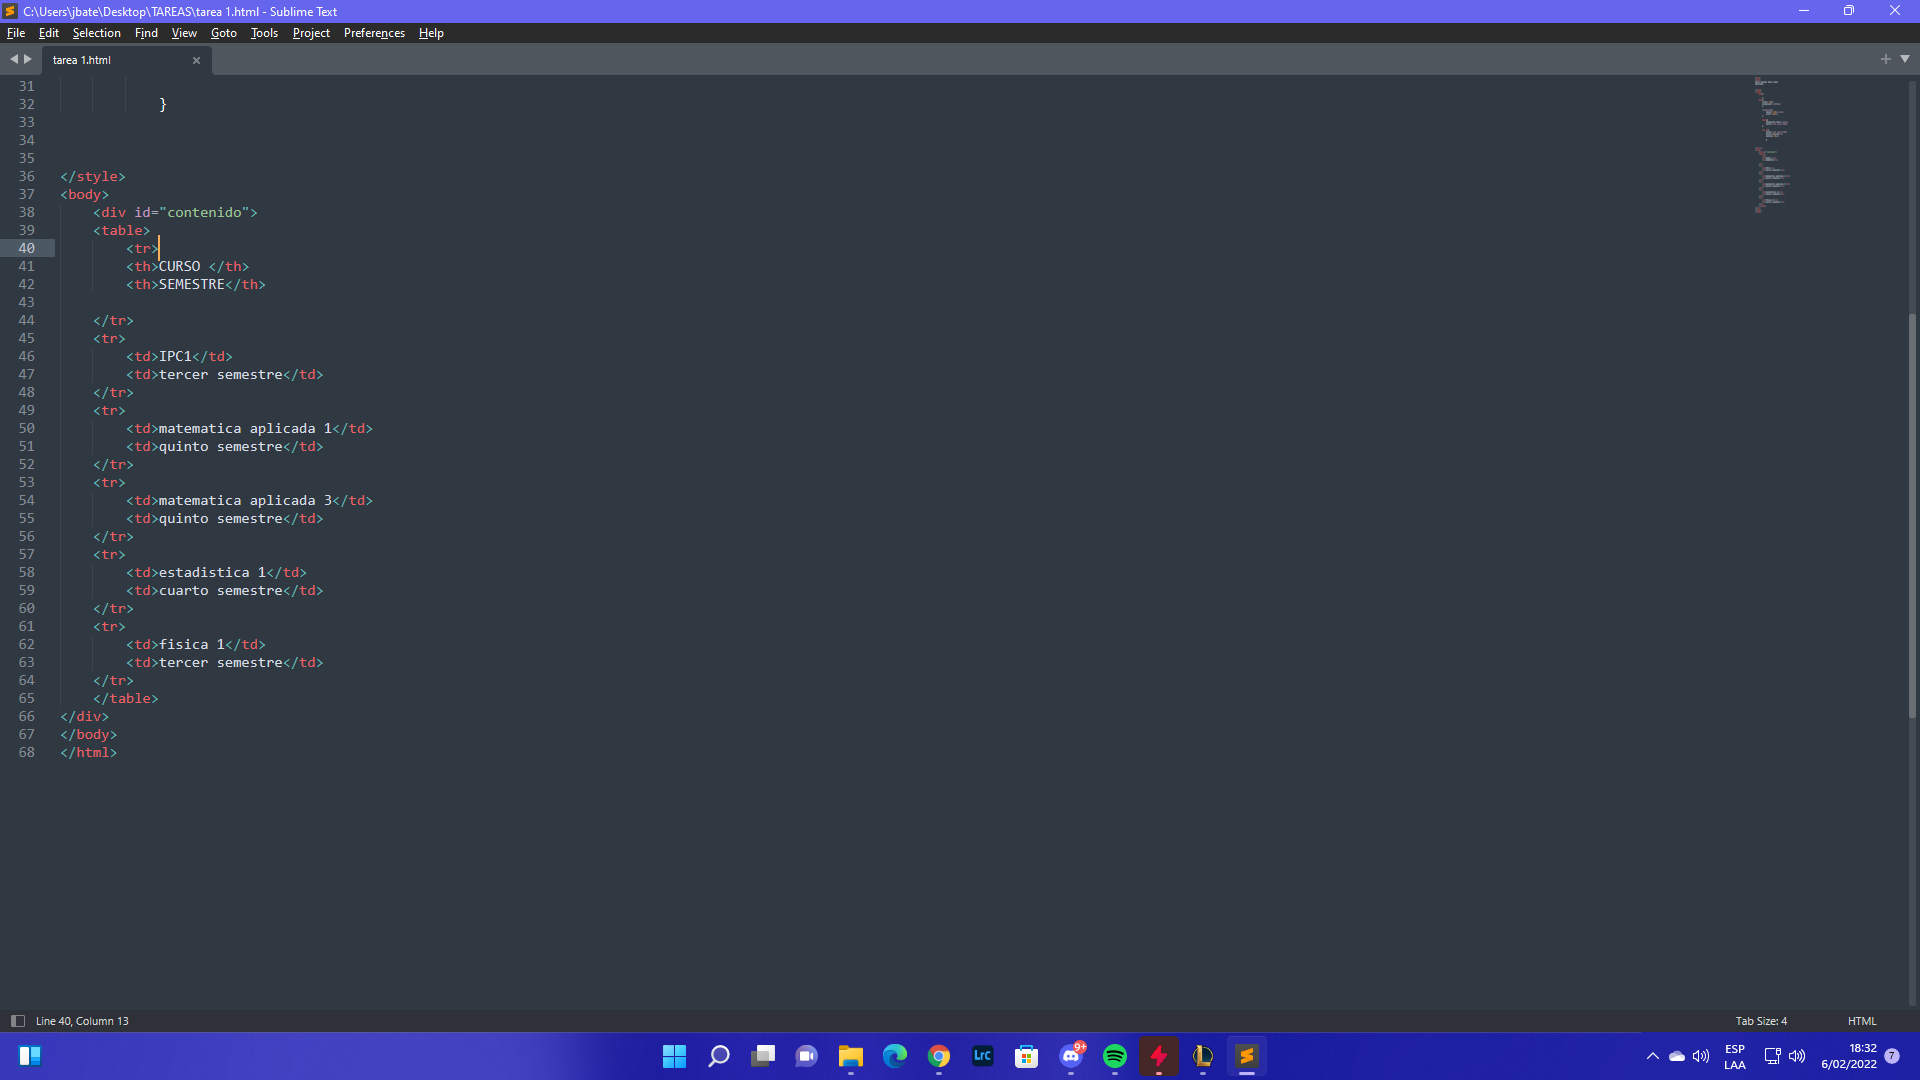 C:\Users\jbate\Desktop\TAREAS\tarea 1.html - Sublime Text
File Edit Selection Find View Goto Tools Project Preferences Help
tarea 1.html
31
32 }
33
34
35
36 </style>
37 <body>
38 <div id="contenido">
39 <table>
40 <tr>
41 <th>CURSO </th>
42 <th>SEMESTRE</th>
43
44 </tr>
45 <tr>
46 <td>IPC1</td>
47 <td>tercer semestre</td>
48 </tr>
49 <tr>
50 <td>matematica aplicada 1</td>
51 <td>quinto semestre</td>
52 </tr>
53 <tr>
54 <td>matematica aplicada 3</td>
55 <td>quinto semestre</td>
56 </tr>
57 <tr>
58 <td>estadistica 1</td>
59 <td>cuarto semestre</td>
60 </tr>
61 <tr>
62 <td>fisica 1</td>
63 <td>tercer semestre</td>
64 </tr>
65 </table>
66 </div>
67 </body>
68 </html>
Line 40, Column 13 Tab Size: 4 HTML
Lrc 9+
ESP
LAA
18:32
6/02/2022
7